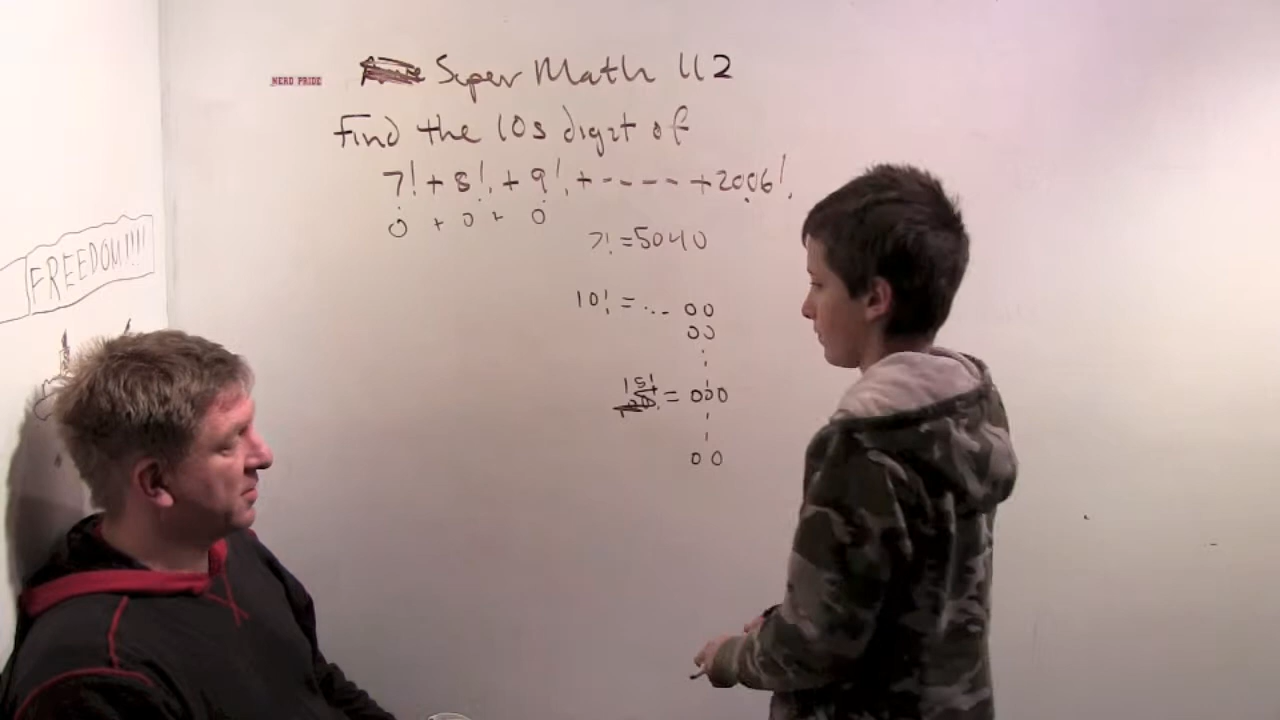 NERD PRIDE
Super Math 112
Find the 10s digit of
7! + 8! + 9! + ----- + 2006!
0 + 0 + 0
7! = 5040
10! = ... 00
00
15! = 000
00
FREEDOM!!!!